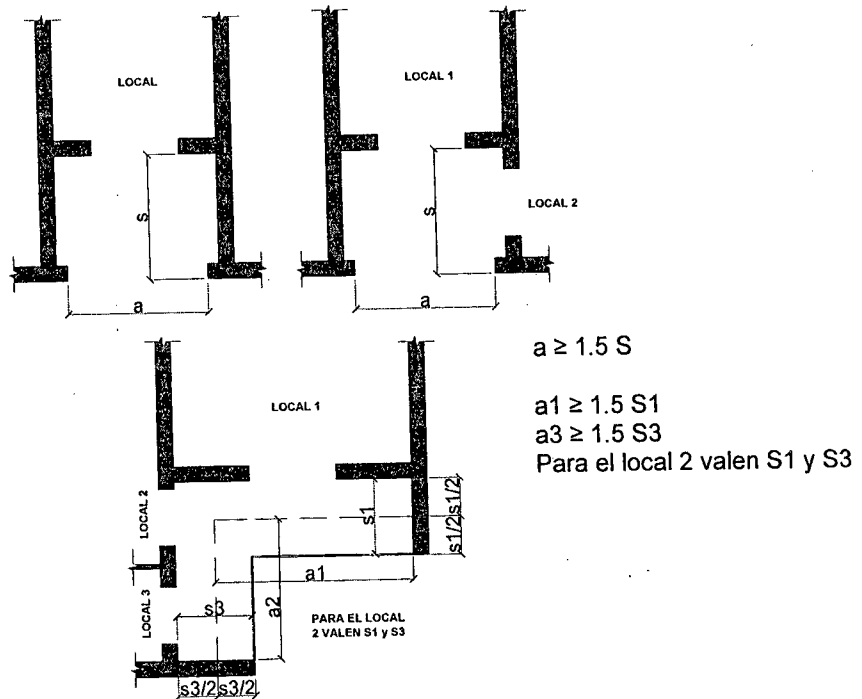 LOCAL
S
a
LOCAL 1
S
LOCAL 2
a
a ≥ 1.5 S
a1 ≥ 1.5 S1
a3 ≥ 1.5 S3
Para el local 2 valen S1 y S3
LOCAL 1
LOCAL 2
s1
s1/2
s1/2
a1
a2
LOCAL 3
s3
PARA EL LOCAL
2 VALEN S1 y S3
s3/2
s3/2